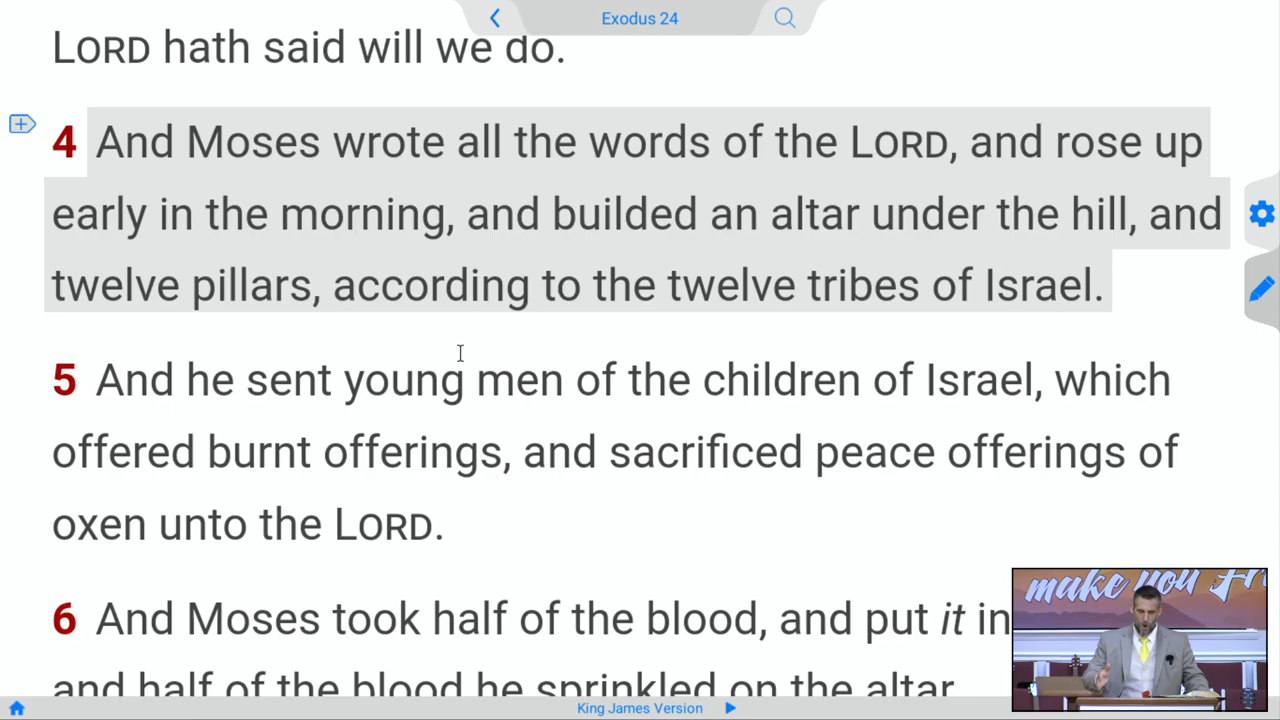 Exodus 24
LORD hath said will we do.
4 And Moses wrote all the words of the LORD, and rose up
early in the morning, and builded an altar under the hill, and
twelve pillars, according to the twelve tribes of Israel.
5 And he sent young men of the children of Israel, which
offered burnt offerings, and sacrificed peace offerings of
oxen unto the LORD.
6 And Moses took half of the blood, and put it in
and half of the blood he sprinkled on the altar
make you
King James Version